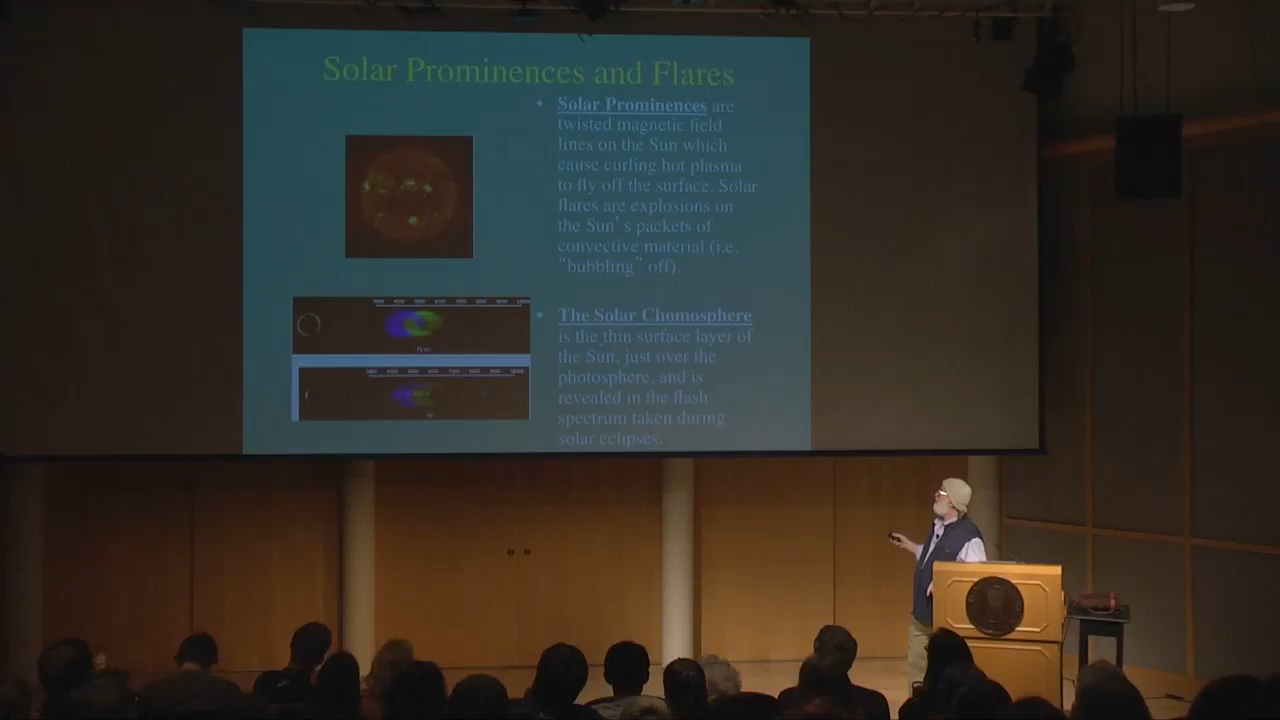 Solar Prominences and Flares
• Solar Prominences are
twisted magnetic field
lines on the Sun which
cause curling hot plasma
to fly off the surface. Solar
flares are explosions on
the Sun's packets of
convective material (i.e.
"bubbling" off).
• The Solar Chomosphere
is the thin surface layer of
the Sun, just over the
photosphere, and is
revealed in the flash
spectrum taken during
solar eclipses.